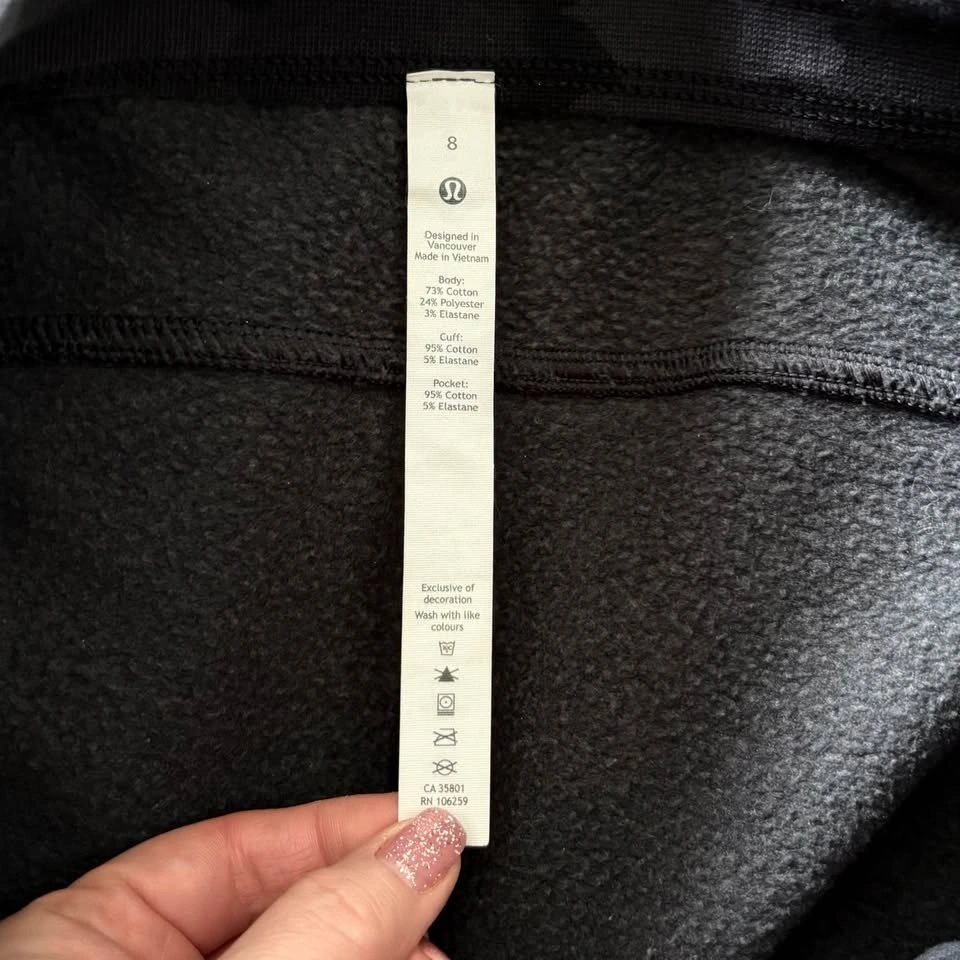 8
Designed in
Vancouver
Made in Vietnam
Body:
73% Cotton
24% Polyester
3% Elastane
Cuff:
95% Cotton
5% Elastane
Pocket:
95% Cotton
5% Elastane
Exclusive of
decoration
Wash with like
colours
CA 35801
RN 106259